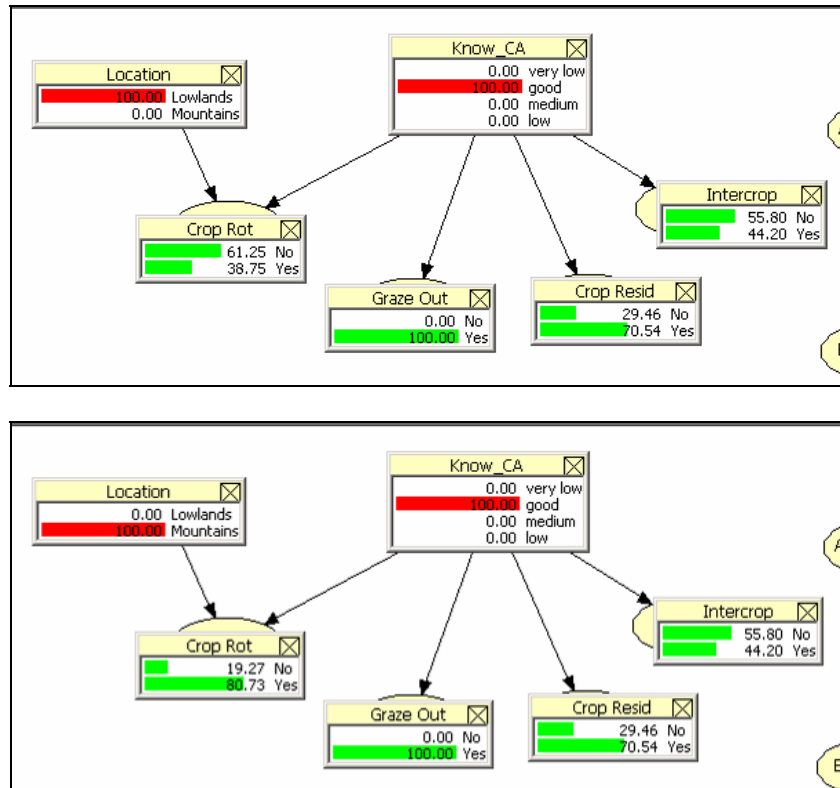 Know_CA
0.00 very low
100.00 good
0.00 medium
0.00 low
Location
100.00 Lowlands
0.00 Mountains
Intercrop
55.80 No
44.20 Yes
Crop Rot
61.25 No
38.75 Yes
Graze Out
0.00 No
100.00 Yes
Crop Resid
29.46 No
70.54 Yes
Know_CA
0.00 very low
100.00 good
0.00 medium
0.00 low
Location
0.00 Lowlands
100.00 Mountains
Intercrop
55.80 No
44.20 Yes
Crop Rot
19.27 No
80.73 Yes
Graze Out
0.00 No
100.00 Yes
Crop Resid
29.46 No
70.54 Yes